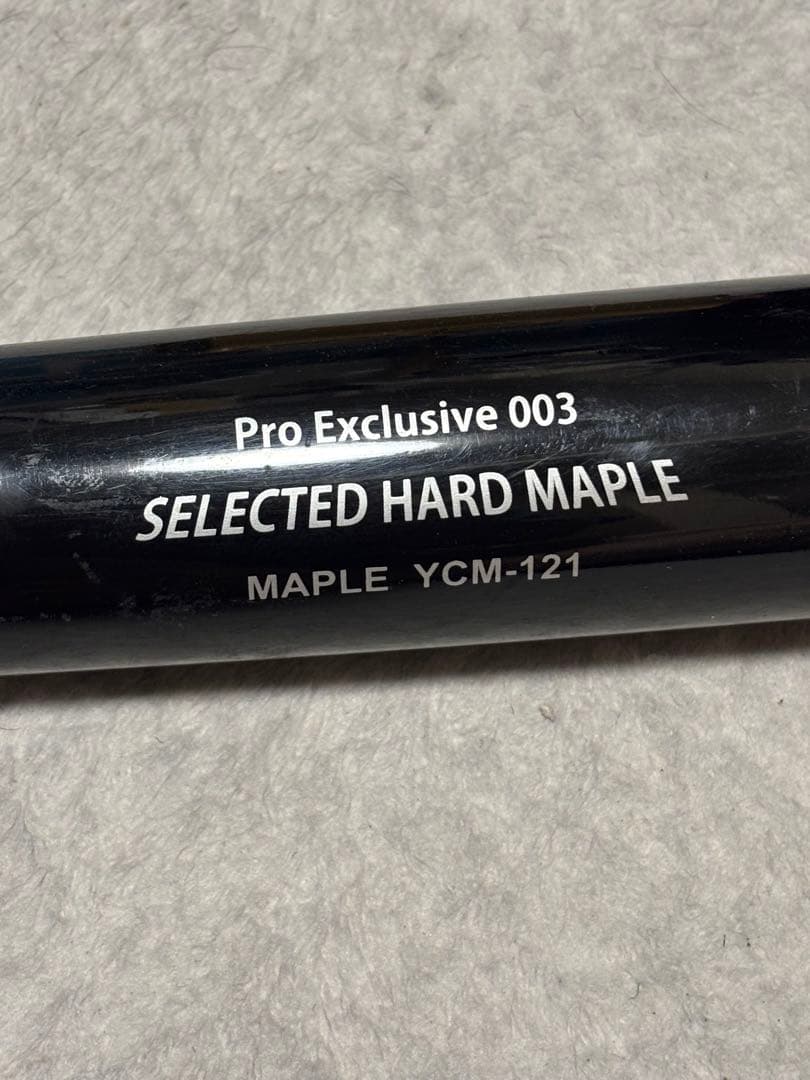 Pro Exclusive 003
SELECTED HARD MAPLE
MAPLE YCM-121